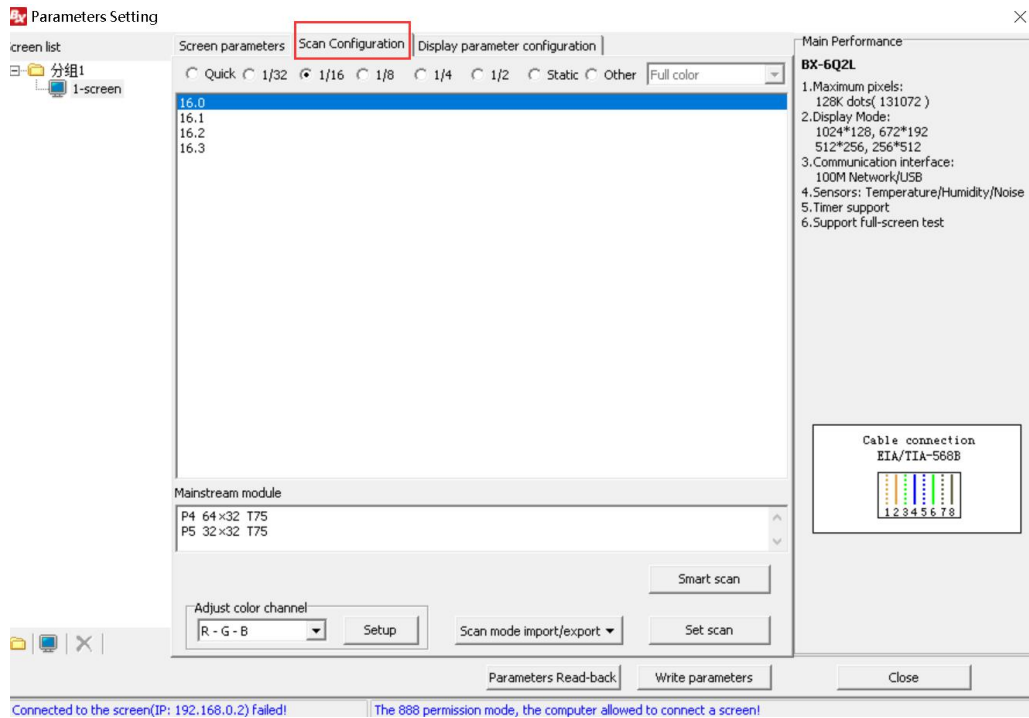 BX Parameters Setting
creen list
分组1
1-screen
Screen parameters Scan Configuration Display parameter configuration
Quick 1/32 1/16 1/8 1/4 1/2 Static Other Full color
16.0
16.1
16.2
16.3
Mainstream module
P4 64×32 T75
P5 32×32 T75
Smart scan
Adjust color channel
R - G - B Setup Scan mode import/export Set scan
Parameters Read-back Write parameters Close
Main Performance
BX-6Q2L
1.Maximum pixels:
128K dots( 131072 )
2.Display Mode:
1024*128, 672*192
512*256, 256*512
3.Communication interface:
100M Network/USB
4.Sensors: Temperature/Humidity/Noise
5.Timer support
6.Support full-screen test
Cable connection
EIA/TIA-568B
12345678
Connected to the screen(IP: 192.168.0.2) failed! The 888 permission mode, the computer allowed to connect a screen!